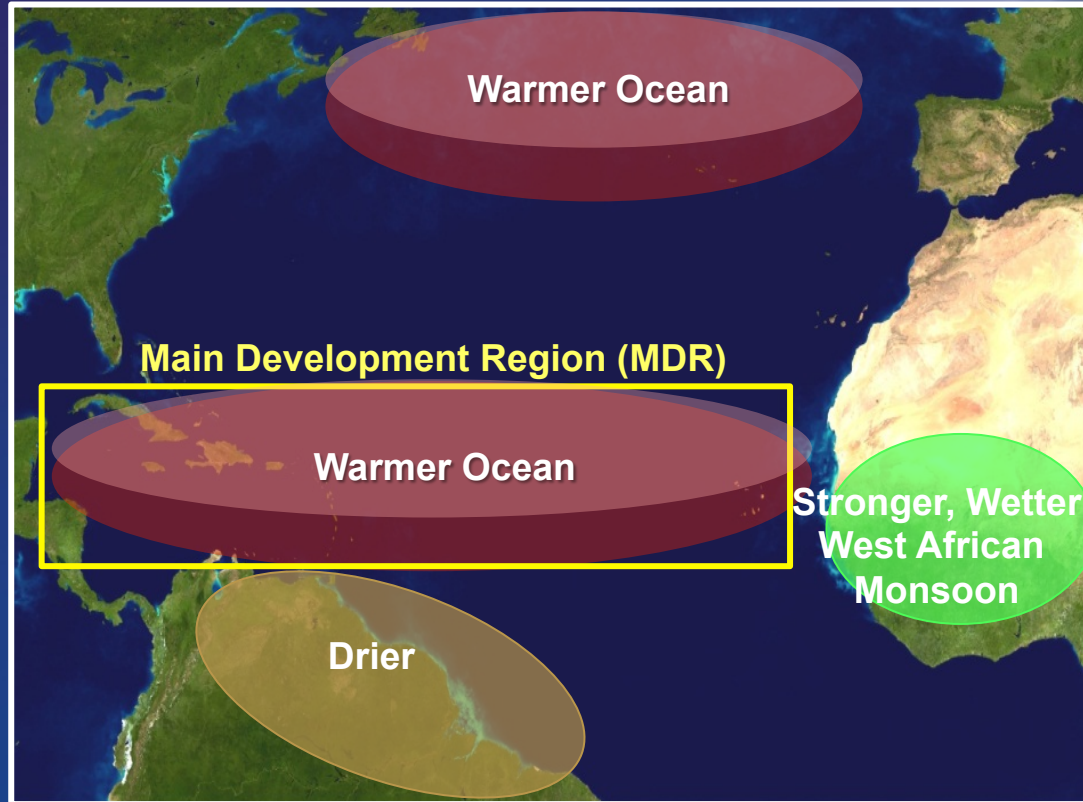 Warmer Ocean
Main Development Region (MDR)
Warmer Ocean
Stronger, Wetter
West African
Monsoon
Drier